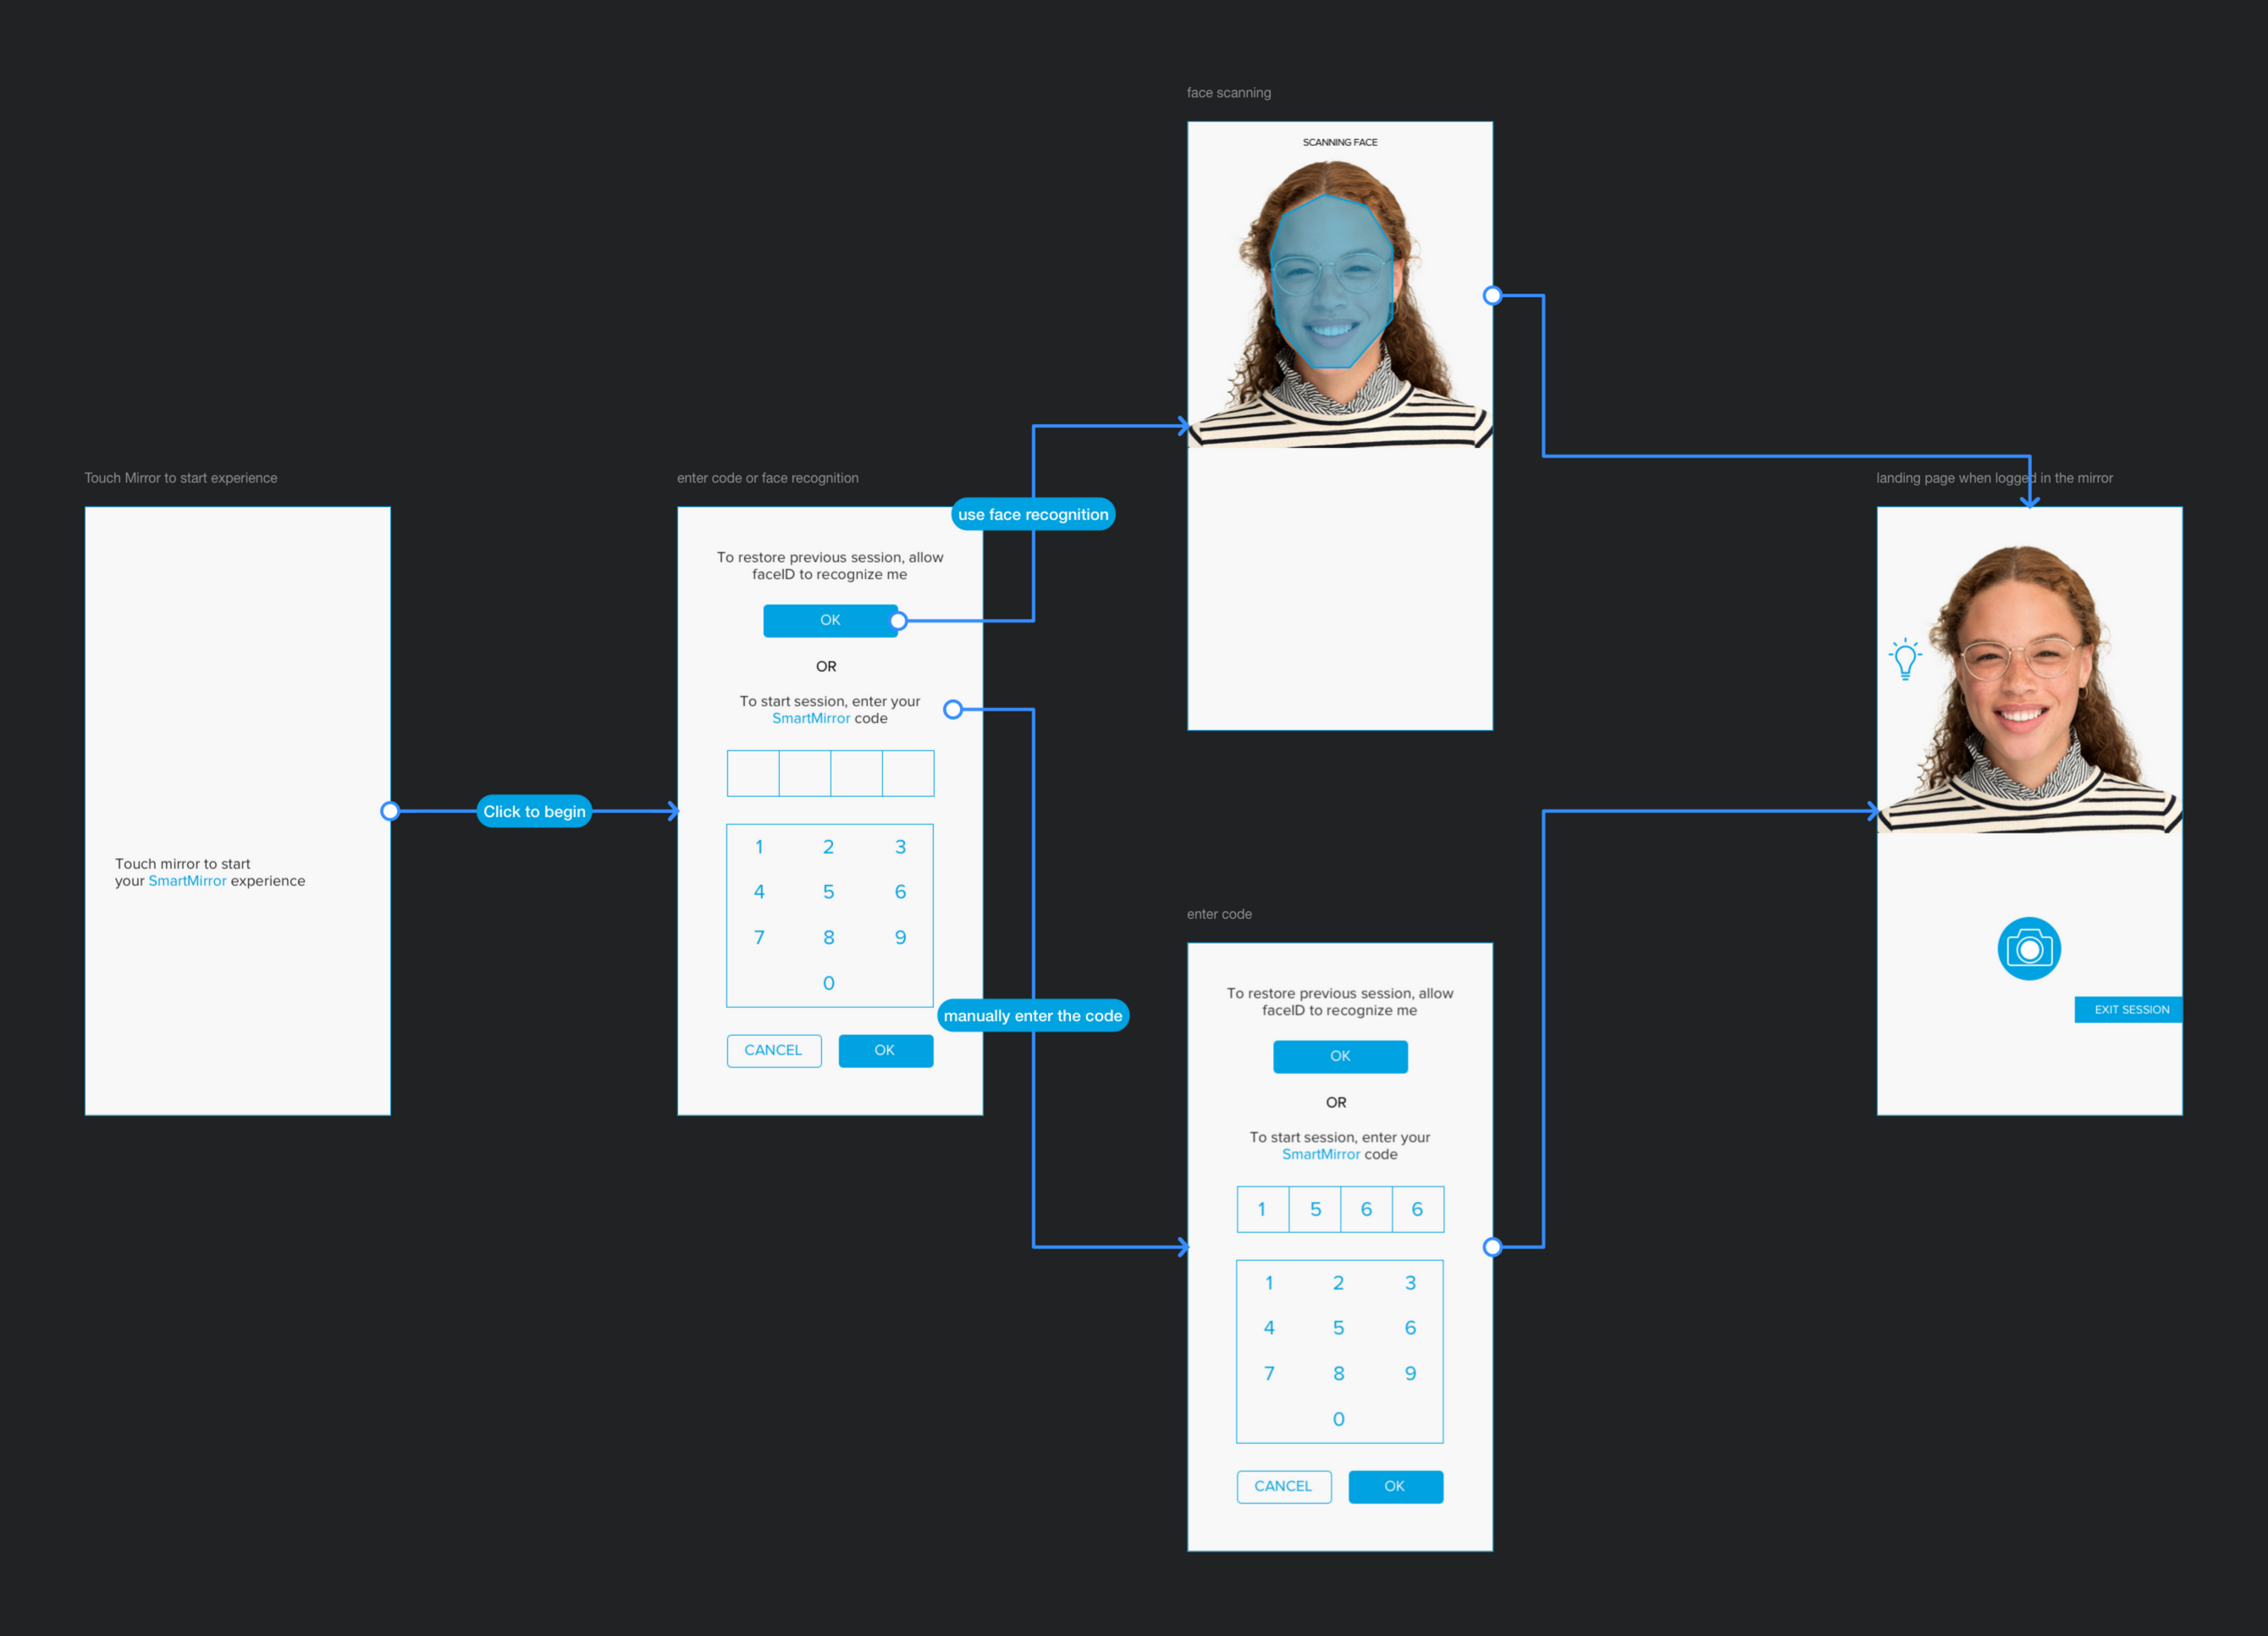 face scanning
SCANNING FACE
Touch Mirror to start experience
Touch mirror to start
your SmartMirror experience
Click to begin
enter code or face recognition
To restore previous session, allow
faceID to recognize me
OK
OR
To start session, enter your
SmartMirror code
1 2 3
4 5 6
7 8 9
0
CANCEL OK
use face recognition
manually enter the code
enter code
To restore previous session, allow
faceID to recognize me
OK
OR
To start session, enter your
SmartMirror code
1 5 6 6
1 2 3
4 5 6
7 8 9
0
CANCEL OK
landing page when logged in the mirror
EXIT SESSION